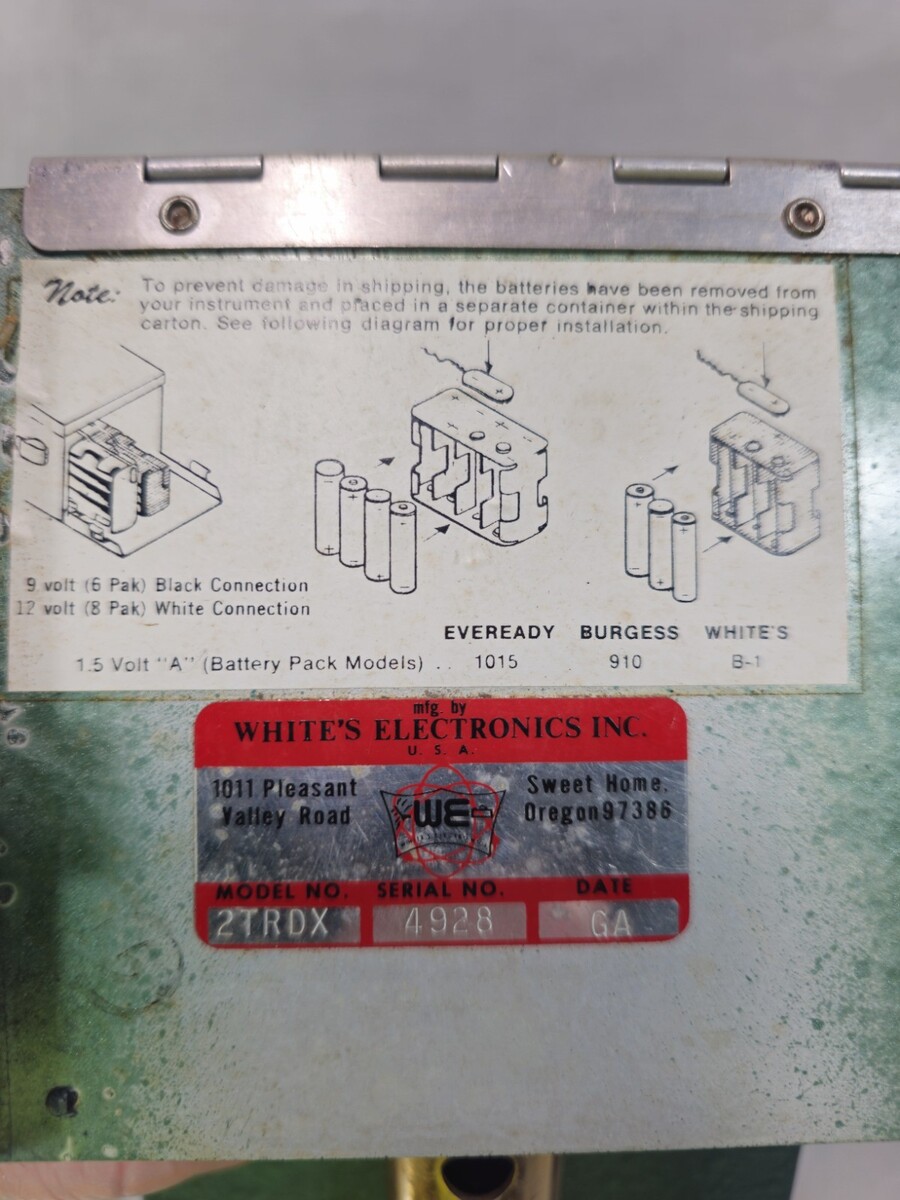 Note: To prevent damage in shipping, the batteries have been removed from
your instrument and placed in a separate container within the shipping
carton. See following diagram for proper installation.
9 volt (6 Pak) Black Connection
12 volt (8 Pak) White Connection
EVEREADY BURGESS WHITE'S
1.5 Volt "A" (Battery Pack Models) .. 1015 910 B-1
mfg. by
WHITE'S ELECTRONICS INC.
U. S. A.
1011 Pleasant
Valley Road
WE
Sweet Home,
Oregon 97386
MODEL NO. SERIAL NO. DATE
2TRDX 4928 GA